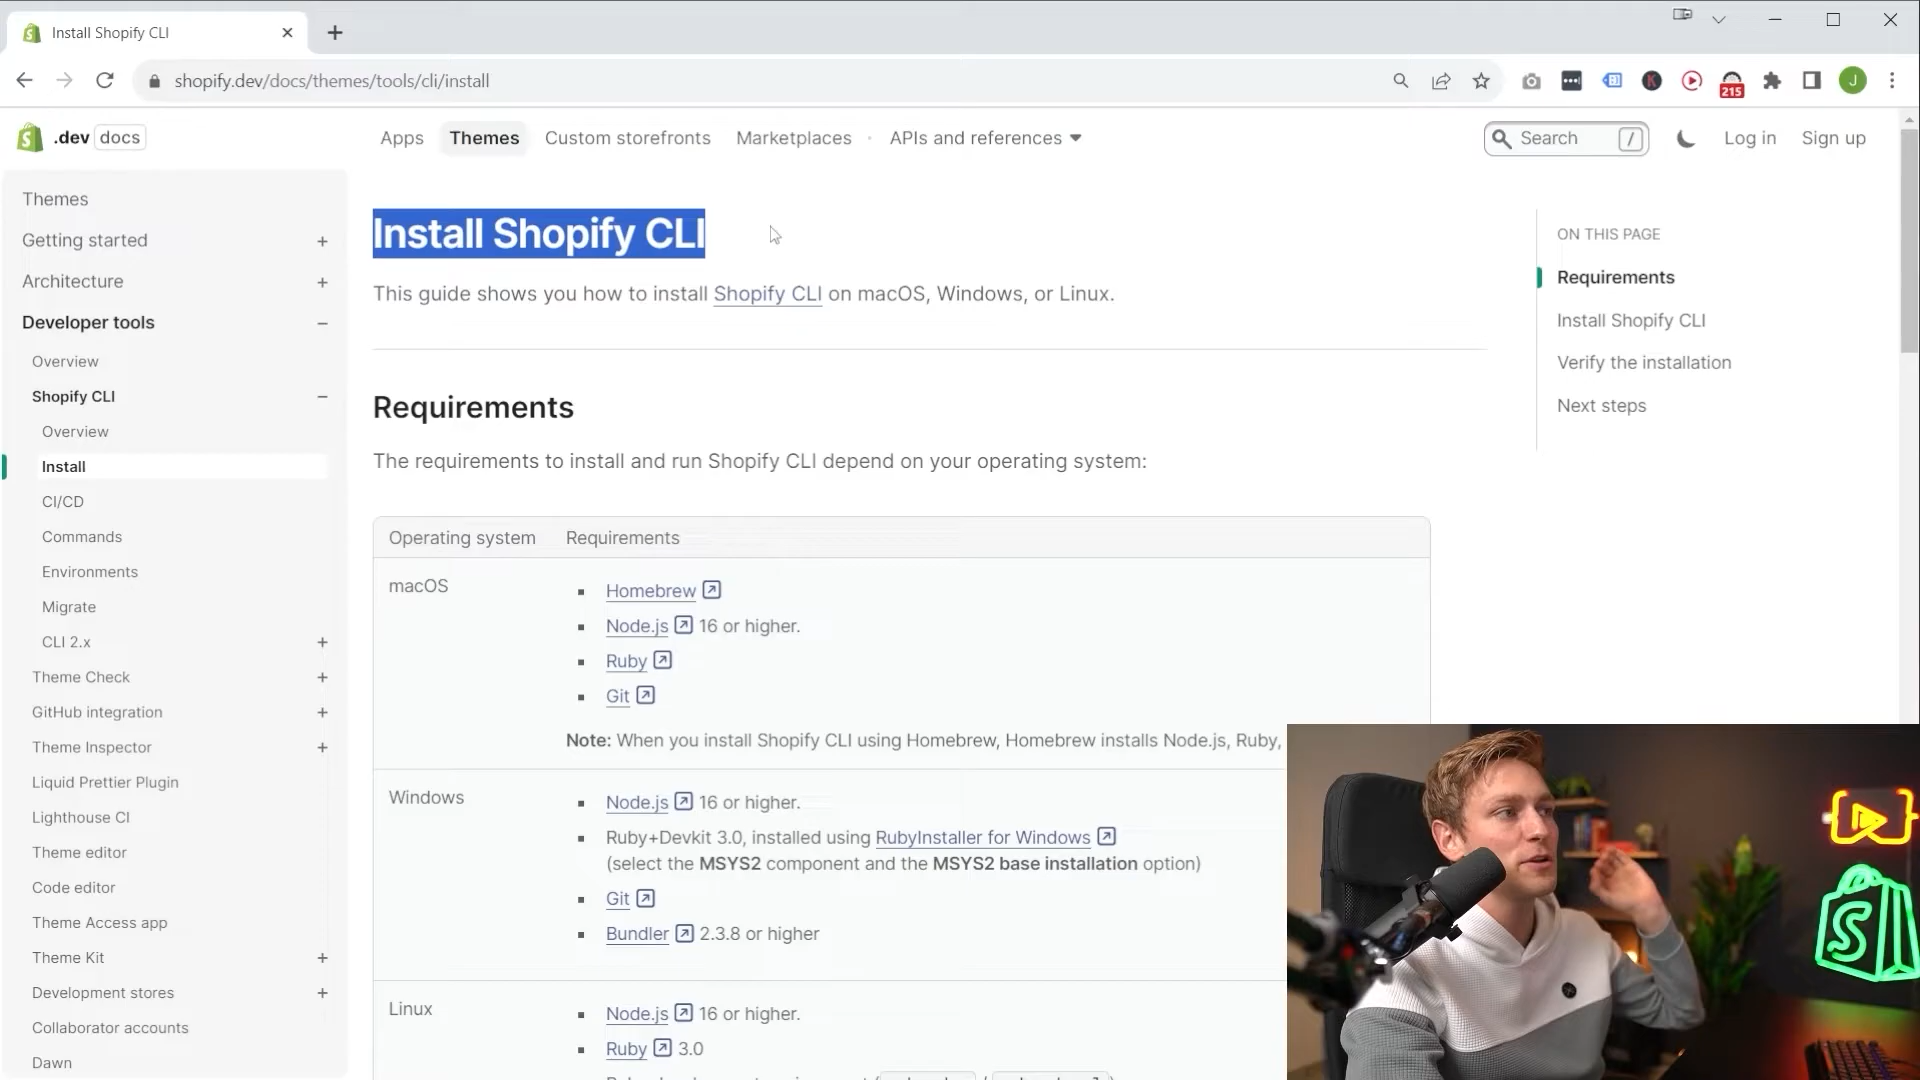 Install Shopify CLI
shopify.dev/docs/themes/tools/cli/install
215
J
.dev docs
Apps
Themes
Custom storefronts
Marketplaces
APIs and references
Search /
Log in
Sign up
Themes
Getting started +
Architecture +
Developer tools −
Overview
Shopify CLI −
Overview
Install
CI/CD
Commands
Environments
Migrate
CLI 2.x +
Theme Check +
GitHub integration +
Theme Inspector +
Liquid Prettier Plugin
Lighthouse CI
Theme editor
Code editor
Theme Access app
Theme Kit +
Development stores +
Collaborator accounts
Dawn
Install Shopify CLI
This guide shows you how to install Shopify CLI on macOS, Windows, or Linux.
Requirements
The requirements to install and run Shopify CLI depend on your operating system:
Operating system Requirements
macOS
Homebrew
Node.js 16 or higher.
Ruby
Git
Note: When you install Shopify CLI using Homebrew, Homebrew installs Node.js, Ruby,
Windows
Node.js 16 or higher.
Ruby+Devkit 3.0, installed using RubyInstaller for Windows
(select the MSYS2 component and the MSYS2 base installation option)
Git
Bundler 2.3.8 or higher
Linux
Node.js 16 or higher.
Ruby 3.0
ON THIS PAGE
Requirements
Install Shopify CLI
Verify the installation
Next steps
S